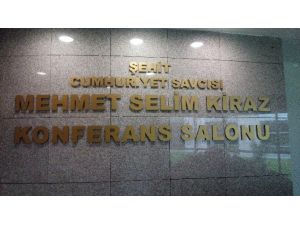 ŞEHİT
CUMHURİYET SAVCISI
MEHMET SELİM KİRAZ
KONFERANS SALONU